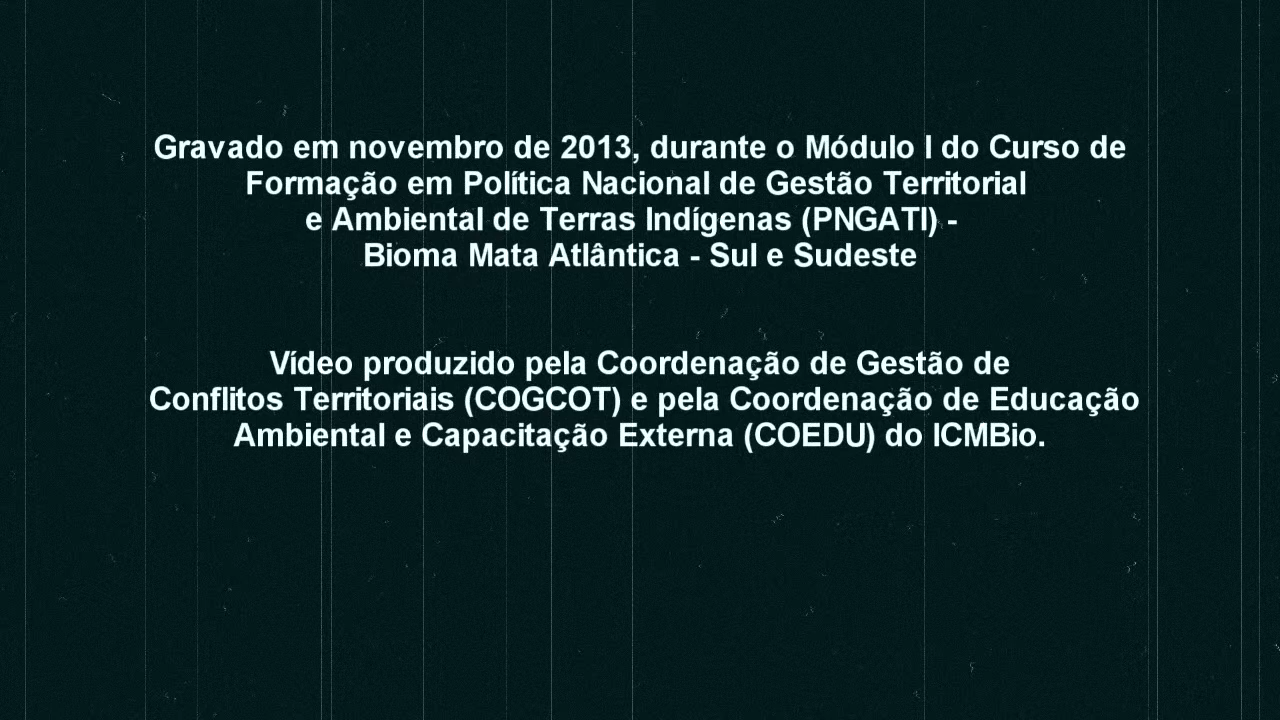 Gravado em novembro de 2013, durante o Módulo I do Curso de
Formação em Política Nacional de Gestão Territorial
e Ambiental de Terras Indígenas (PNGATI) -
Bioma Mata Atlântica - Sul e Sudeste
Vídeo produzido pela Coordenação de Gestão de
Conflitos Territoriais (COGCOT) e pela Coordenação de Educação
Ambiental e Capacitação Externa (COEDU) do ICMBio.